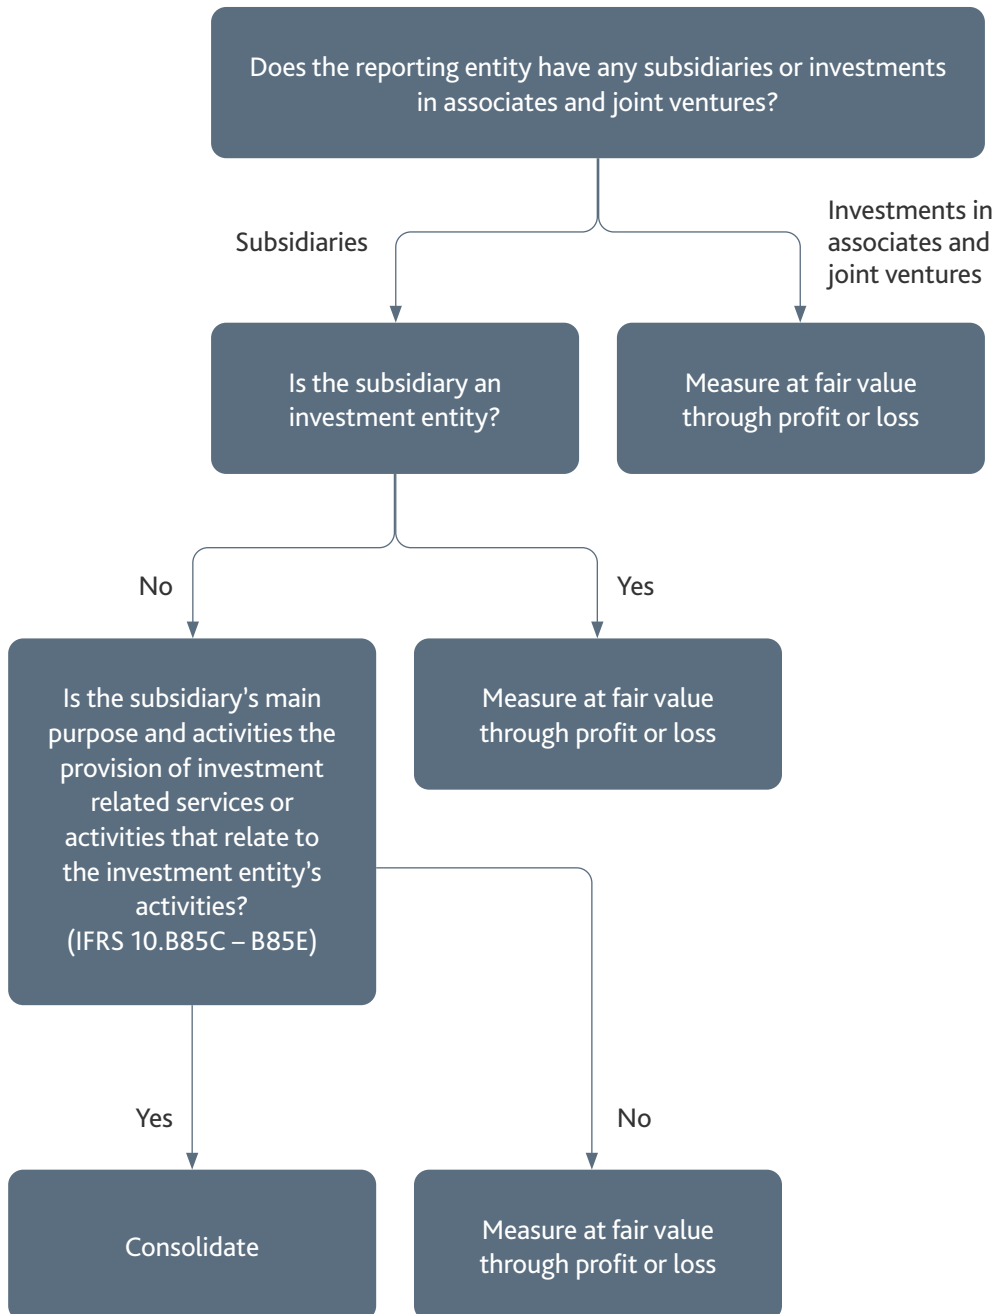 Does the reporting entity have any subsidiaries or investments
in associates and joint ventures?
Subsidiaries
Investments in
associates and
joint ventures
Is the subsidiary an
investment entity?
Measure at fair value
through profit or loss
No
Yes
Is the subsidiary’s main
purpose and activities the
provision of investment
related services or
activities that relate to
the investment entity’s
activities?
(IFRS 10.B85C – B85E)
Measure at fair value
through profit or loss
Yes
No
Consolidate
Measure at fair value
through profit or loss